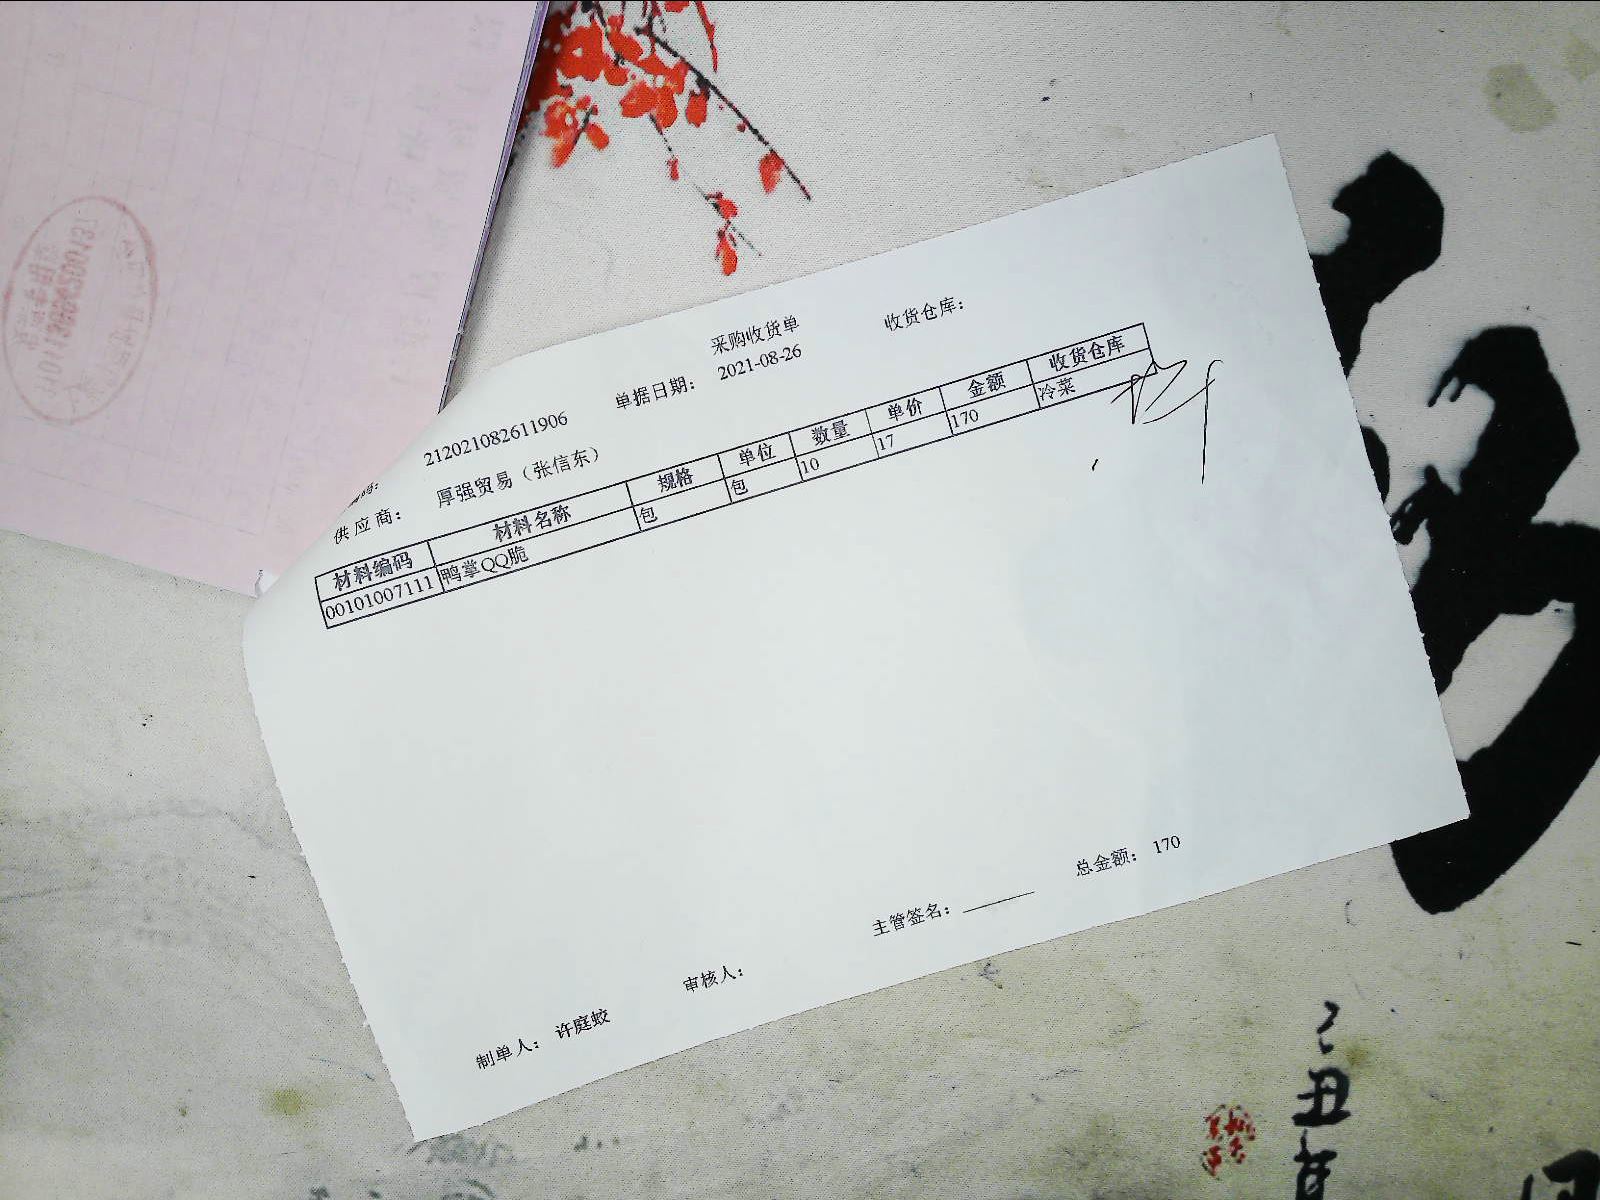 采购收货单
收货仓库：
212021082611906 单据日期： 2021-08-26
供应商： 厚强贸易（张信东）
材料编码 材料名称 规格 单位 数量 单价 金额 收货仓库
00101007111 鸭掌QQ脆 包 包 10 17 170 冷菜
制单人： 许庭蛟 审核人： 主管签名： 总金额： 170
丑